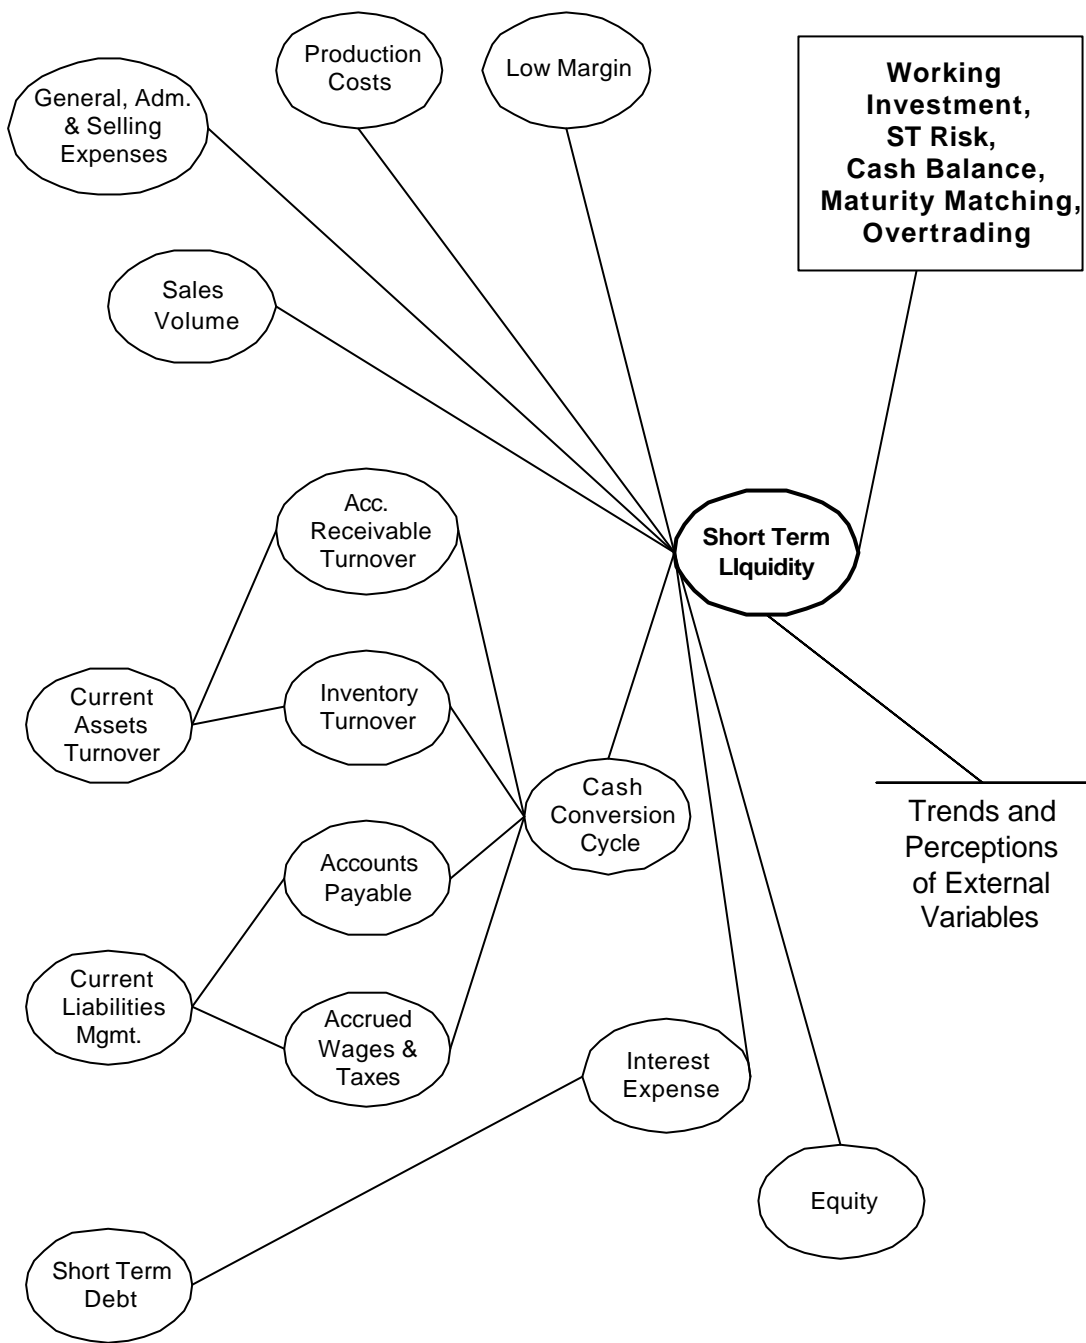 Production
Costs
Low Margin
General, Adm.
& Selling
Expenses
Working
Investment,
ST Risk,
Cash Balance,
Maturity Matching,
Overtrading
Sales
Volume
Acc.
Receivable
Turnover
Short Term
LIquidity
Current
Assets
Turnover
Inventory
Turnover
Cash
Conversion
Cycle
Trends and
Perceptions
of External
Variables
Accounts
Payable
Current
Liabilities
Mgmt.
Accrued
Wages &
Taxes
Interest
Expense
Equity
Short Term
Debt